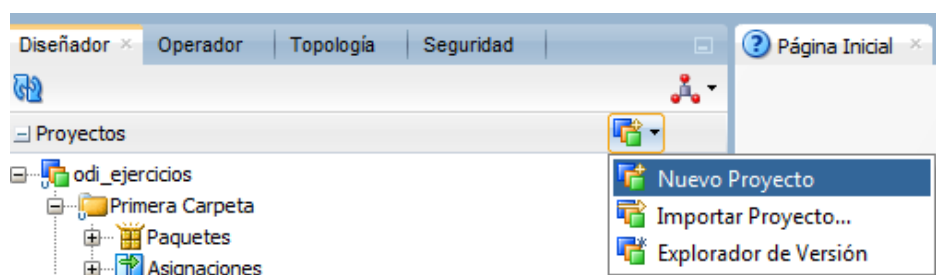 Diseñador Operador Topología Seguridad Página Inicial
Proyectos
odi_ejercicios
Primera Carpeta
Paquetes
Asignaciones
Nuevo Proyecto
Importar Proyecto...
Explorador de Versión